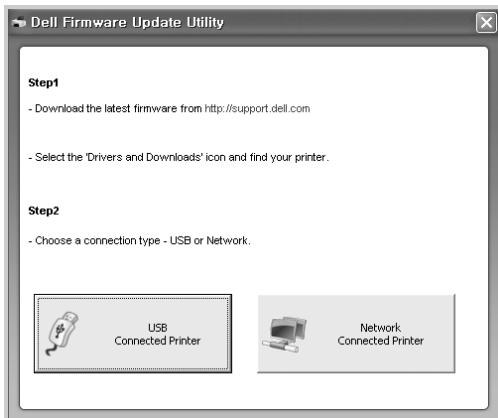 Dell Firmware Update Utility
Step1
- Download the latest firmware from http://support.dell.com
- Select the 'Drivers and Downloads' icon and find your printer.
Step2
- Choose a connection type - USB or Network.
USB
Connected Printer
Network
Connected Printer